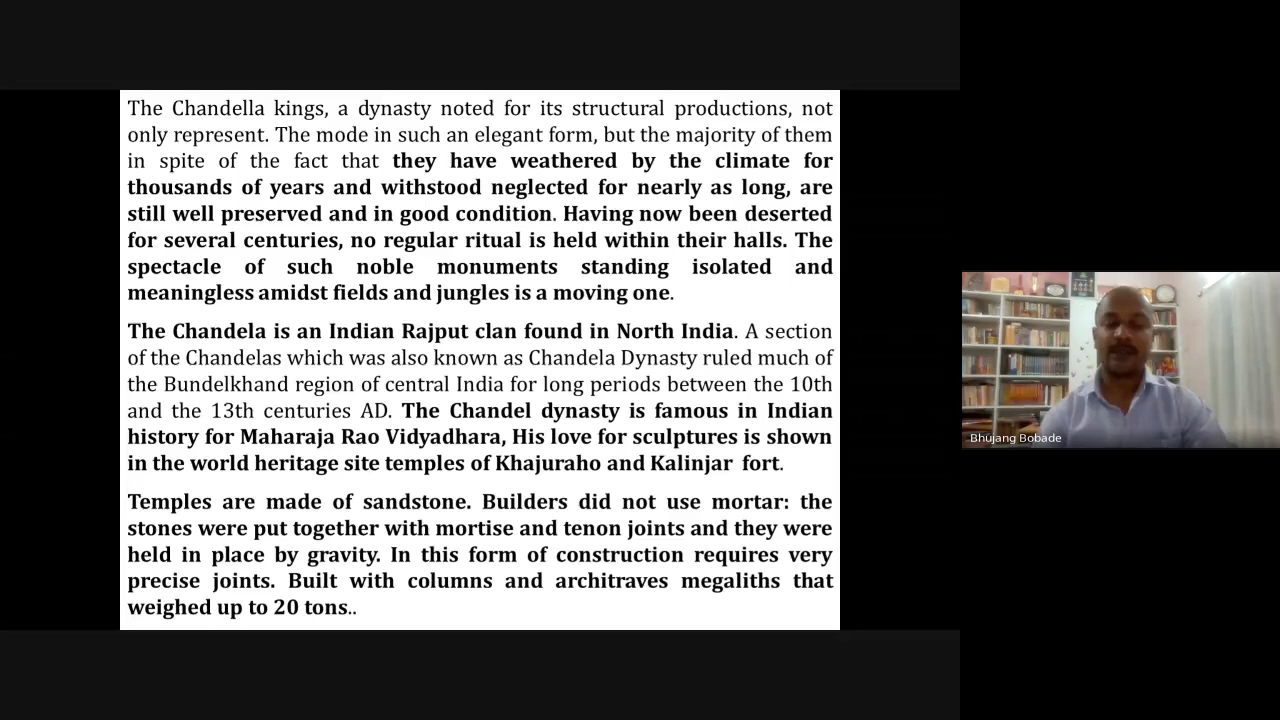 The Chandella kings, a dynasty noted for its structural productions, not
only represent. The mode in such an elegant form, but the majority of them
in spite of the fact that they have weathered by the climate for
thousands of years and withstood neglected for nearly as long, are
still well preserved and in good condition. Having now been deserted
for several centuries, no regular ritual is held within their halls. The
spectacle of such noble monuments standing isolated and
meaningless amidst fields and jungles is a moving one.
The Chandela is an Indian Rajput clan found in North India. A section
of the Chandelas which was also known as Chandela Dynasty ruled much of
the Bundelkhand region of central India for long periods between the 10th
and the 13th centuries AD. The Chandel dynasty is famous in Indian
history for Maharaja Rao Vidyadhara, His love for sculptures is shown
in the world heritage site temples of Khajuraho and Kalinjar fort.
Temples are made of sandstone. Builders did not use mortar: the
stones were put together with mortise and tenon joints and they were
held in place by gravity. In this form of construction requires very
precise joints. Built with columns and architraves megaliths that
weighed up to 20 tons..
Bhujang Bobade